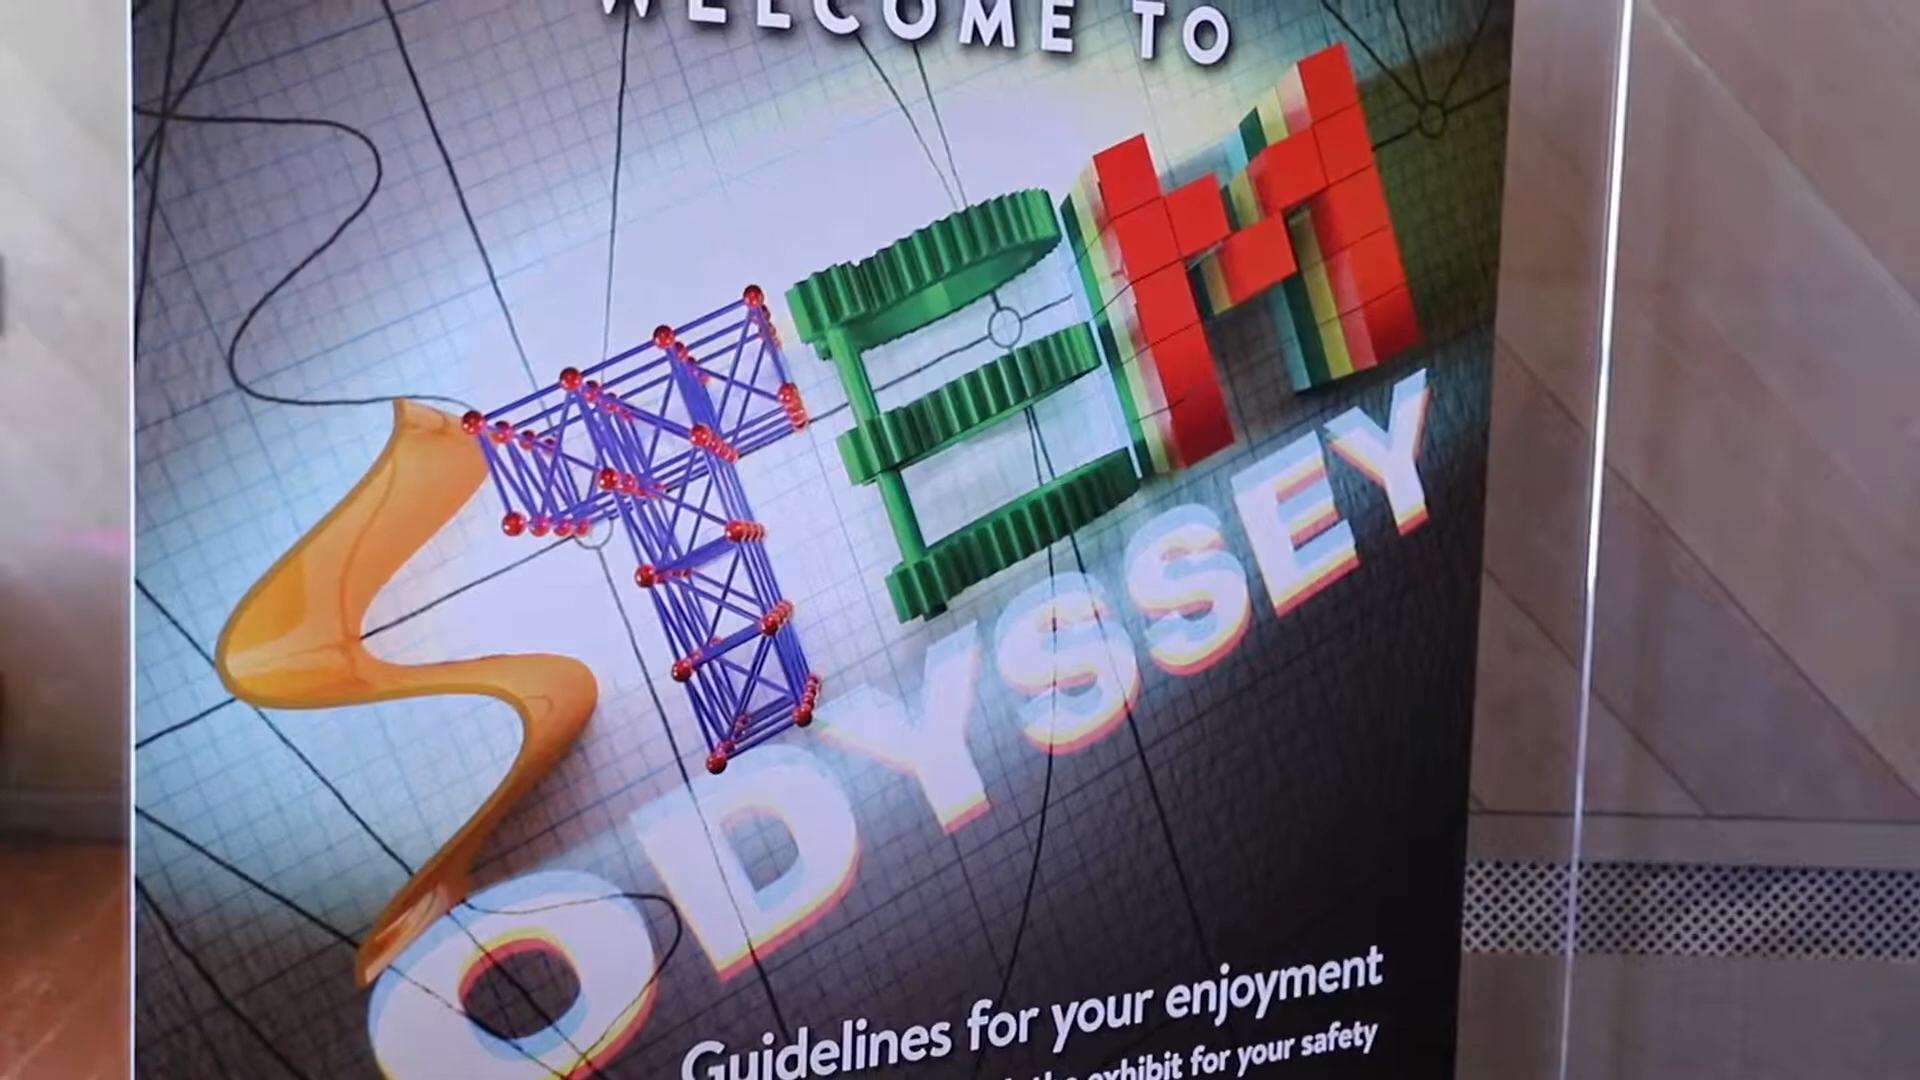 WELCOME TO
STEM
ODYSSEY
Guidelines for your enjoyment
exhibit for your safety